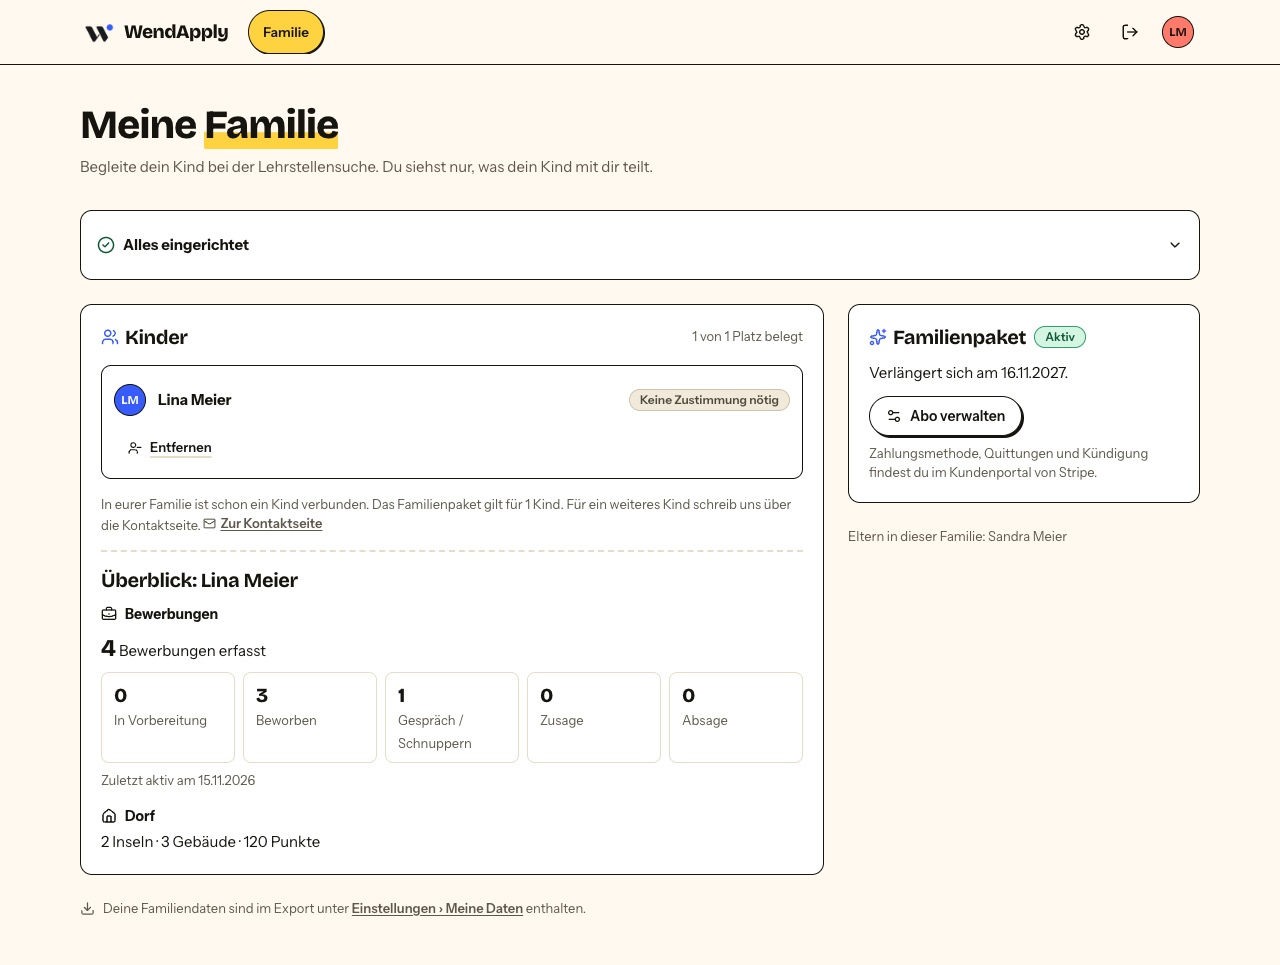 WendApply
Familie
LM
Meine Familie
Begleite dein Kind bei der Lehrstellensuche. Du siehst nur, was dein Kind mit dir teilt.
Alles eingerichtet
Kinder
1 von 1 Platz belegt
LM
Lina Meier
Keine Zustimmung nötig
Entfernen
In eurer Familie ist schon ein Kind verbunden. Das Familienpaket gilt für 1 Kind. Für ein weiteres Kind schreib uns über
die Kontaktseite. Zur Kontaktseite
Überblick: Lina Meier
Bewerbungen
4 Bewerbungen erfasst
0
In Vorbereitung
3
Beworben
1
Gespräch /
Schnuppern
0
Zusage
0
Absage
Zuletzt aktiv am 15.11.2026
Dorf
2 Inseln · 3 Gebäude · 120 Punkte
Familienpaket
Aktiv
Verlängert sich am 16.11.2027.
Abo verwalten
Zahlungsmethode, Quittungen und Kündigung
findest du im Kundenportal von Stripe.
Eltern in dieser Familie: Sandra Meier
Deine Familiendaten sind im Export unter Einstellungen › Meine Daten enthalten.